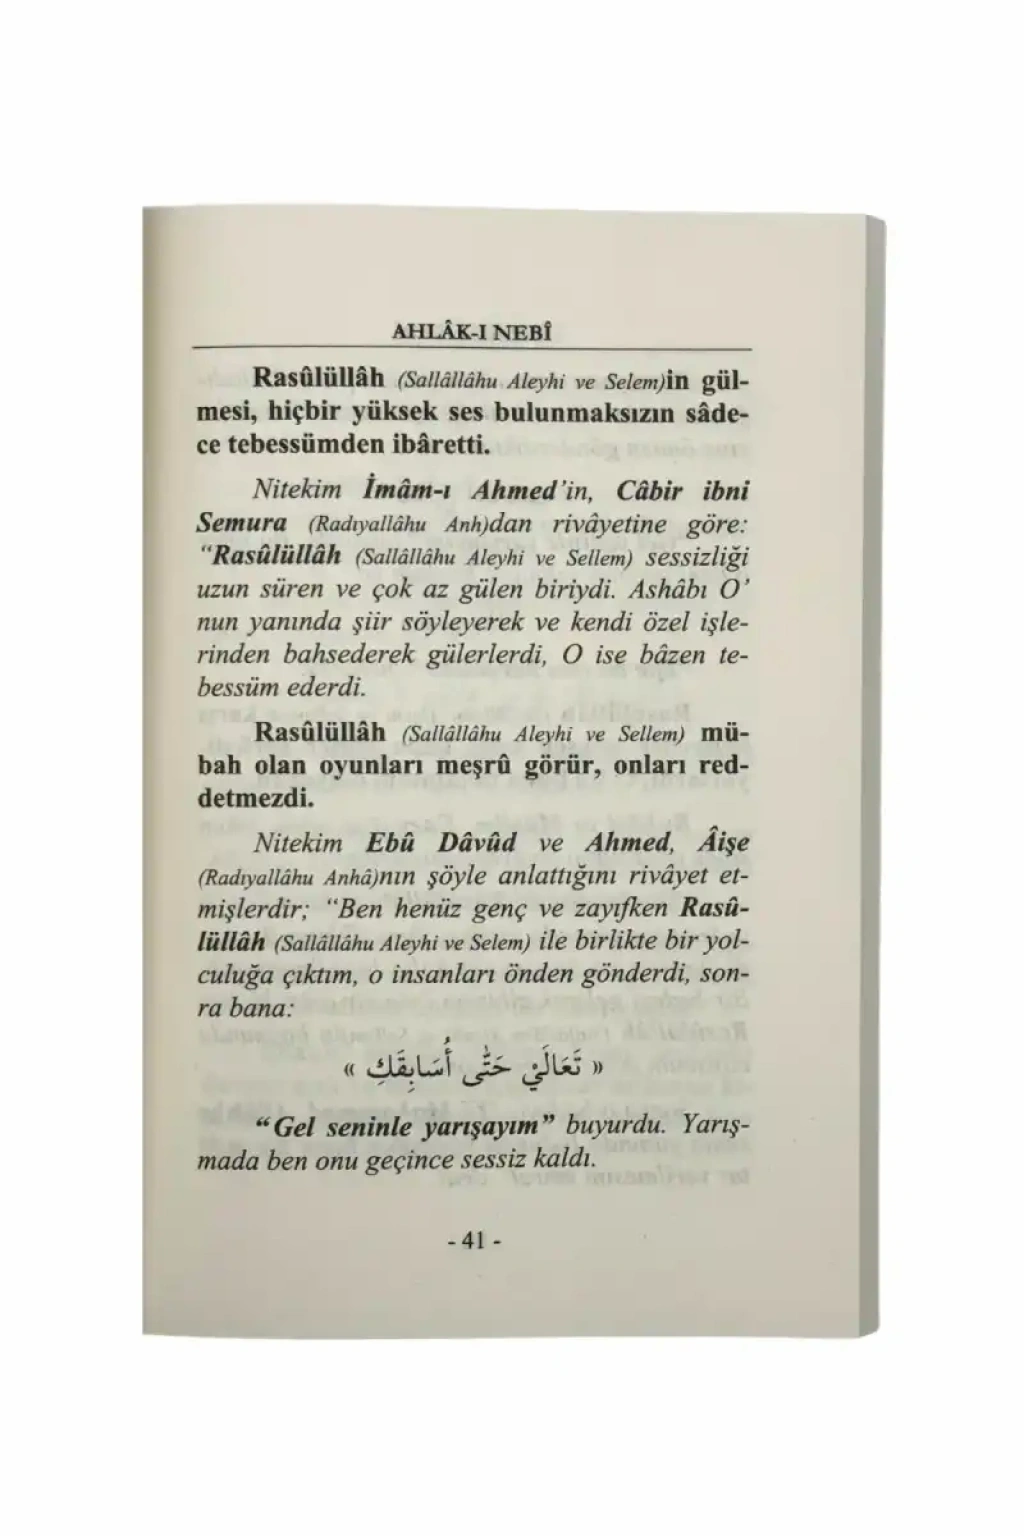 AHLÂK-I NEBÎ
Rasûlüllâh (Sallâllâhu Aleyhi ve Selem)in gül-
mesi, hiçbir yüksek ses bulunmaksızın sâde-
ce tebessümden ibâretti.
Nitekim İmâm-ı Ahmed'in, Câbir ibni
Semura (Radıyallâhu Anh)dan rivâyetine göre:
"Rasûlüllâh (Sallâllâhu Aleyhi ve Sellem) sessizliği
uzun süren ve çok az gülen biriydi. Ashâbı O'
nun yanında şiir söyleyerek ve kendi özel işle-
rinden bahsederek gülerlerdi, O ise bâzen te-
bessüm ederdi.
Rasûlüllâh (Sallâllâhu Aleyhi ve Sellem) mü-
bah olan oyunları meşrû görür, onları red-
detmezdi.
Nitekim Ebû Dâvûd ve Ahmed, Âişe
(Radıyallâhu Anhâ)nın şöyle anlattığını rivâyet et-
mişlerdir; "Ben henüz genç ve zayıfken Rasû-
lüllâh (Sallâllâhu Aleyhi ve Selem) ile birlikte bir yol-
culuğa çıktım, o insanları önden gönderdi, son-
ra bana:
« تَعَالَيْ حَتَّى أُسَابِقَكِ »
"Gel seninle yarışayım" buyurdu. Yarış-
mada ben onu geçince sessiz kaldı.
- 41 -